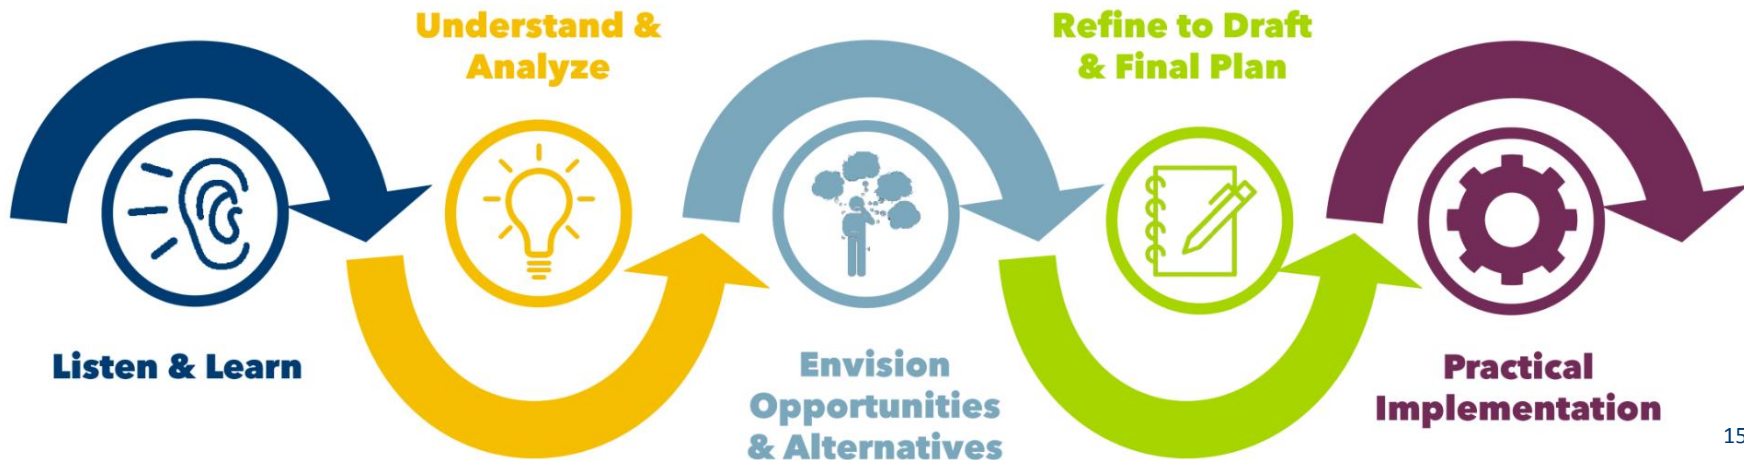 Listen & Learn
Understand &
Analyze
Envision
Opportunities
& Alternatives
Refine to Draft
& Final Plan
Practical
Implementation
15